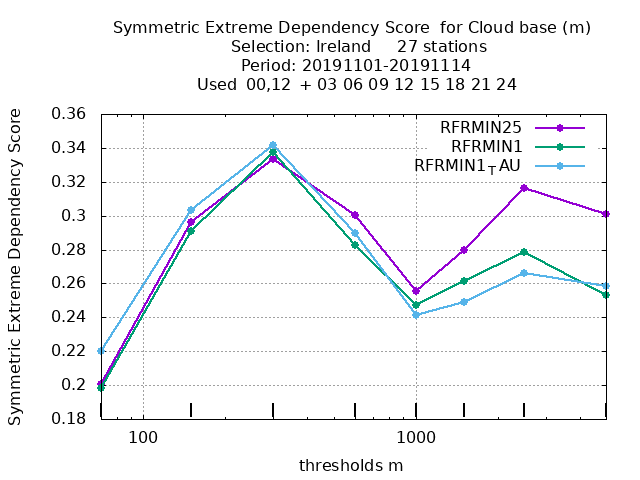 Symmetric Extreme Dependency Score for Cloud base (m)
Selection: Ireland 27 stations
Period: 20191101-20191114
Used 00,12 + 03 06 09 12 15 18 21 24
Symmetric Extreme Dependency Score
0.36
0.34
0.32
0.3
0.28
0.26
0.24
0.22
0.2
0.18
RFRMIN25
RFRMIN1
RFRMIN1TAU
100
1000
thresholds m